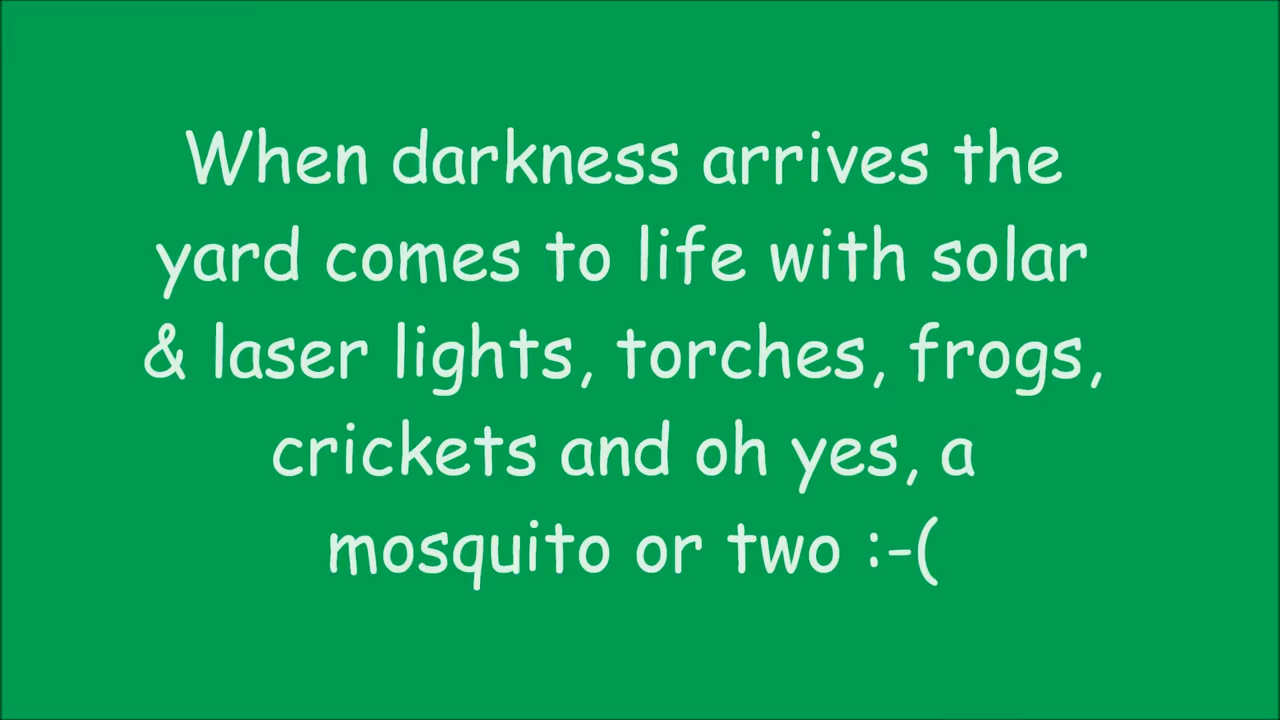 When darkness arrives the
yard comes to life with solar
& laser lights, torches, frogs,
crickets and oh yes, a
mosquito or two :-(